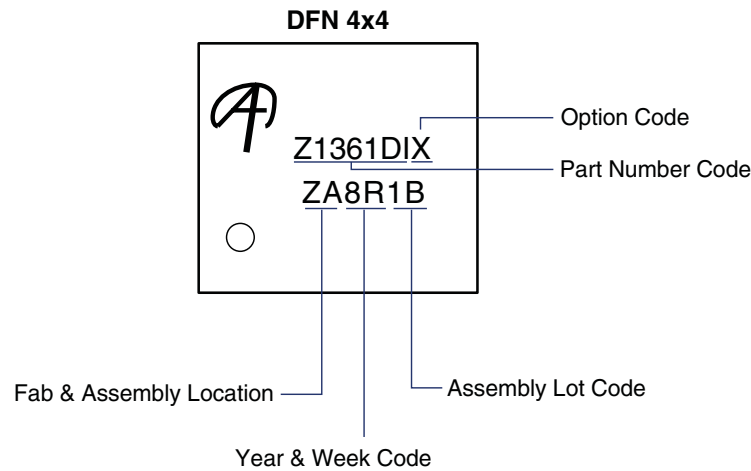 DFN 4x4
Option Code
Z1361DIX
Part Number Code
ZA8R1B
Fab & Assembly Location
Assembly Lot Code
Year & Week Code